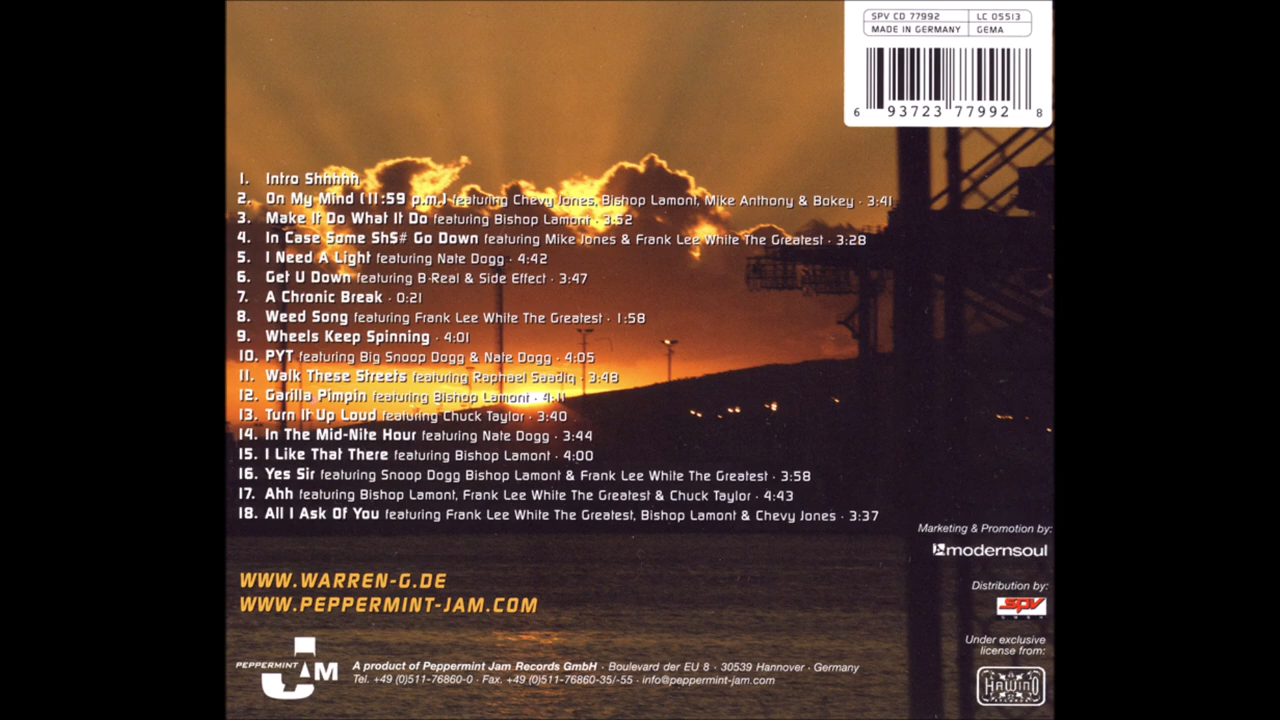 SPV CD 77992 LC 05513
MADE IN GERMANY GEMA
6 93723 77992 8
1. Intro Shhhhh
2. On My Mind (11:59 p.m.) featuring Chevy Jones, Bishop Lamont, Mike Anthony & Bokey · 3:41
3. Make It Do What It Do featuring Bishop Lamont · 3:52
4. In Case Some Sh$# Go Down featuring Mike Jones & Frank Lee White The Greatest · 3:28
5. I Need A Light featuring Nate Dogg · 4:42
6. Get U Down featuring B-Real & Side Effect · 3:47
7. A Chronic Break · 0:21
8. Weed Song featuring Frank Lee White The Greatest · 1:58
9. Wheels Keep Spinning · 4:01
10. PYT featuring Big Snoop Dogg & Nate Dogg · 4:05
11. Walk These Streets featuring Raphael Saadiq · 3:48
12. Garilla Pimpin featuring Bishop Lamont · 4:11
13. Turn It Up Loud featuring Chuck Taylor · 3:40
14. In The Mid-Nite Hour featuring Nate Dogg · 3:44
15. I Like That There featuring Bishop Lamont · 4:00
16. Yes Sir featuring Snoop Dogg Bishop Lamont & Frank Lee White The Greatest · 3:58
17. Ahh featuring Bishop Lamont, Frank Lee White The Greatest & Chuck Taylor · 4:43
18. All I Ask Of You featuring Frank Lee White The Greatest, Bishop Lamont & Chevy Jones · 3:37
Marketing & Promotion by:
modernsoul
WWW.WARREN-G.DE
WWW.PEPPERMINT-JAM.COM
Distribution by:
SPV
Under exclusive
license from:
HAWINO
PEPPERMINT JAM
A product of Peppermint Jam Records GmbH · Boulevard der EU 8 · 30539 Hannover · Germany
Tel. +49 (0)511-76860-0 · Fax. +49 (0)511-76860-35/-55 · info@peppermint-jam.com